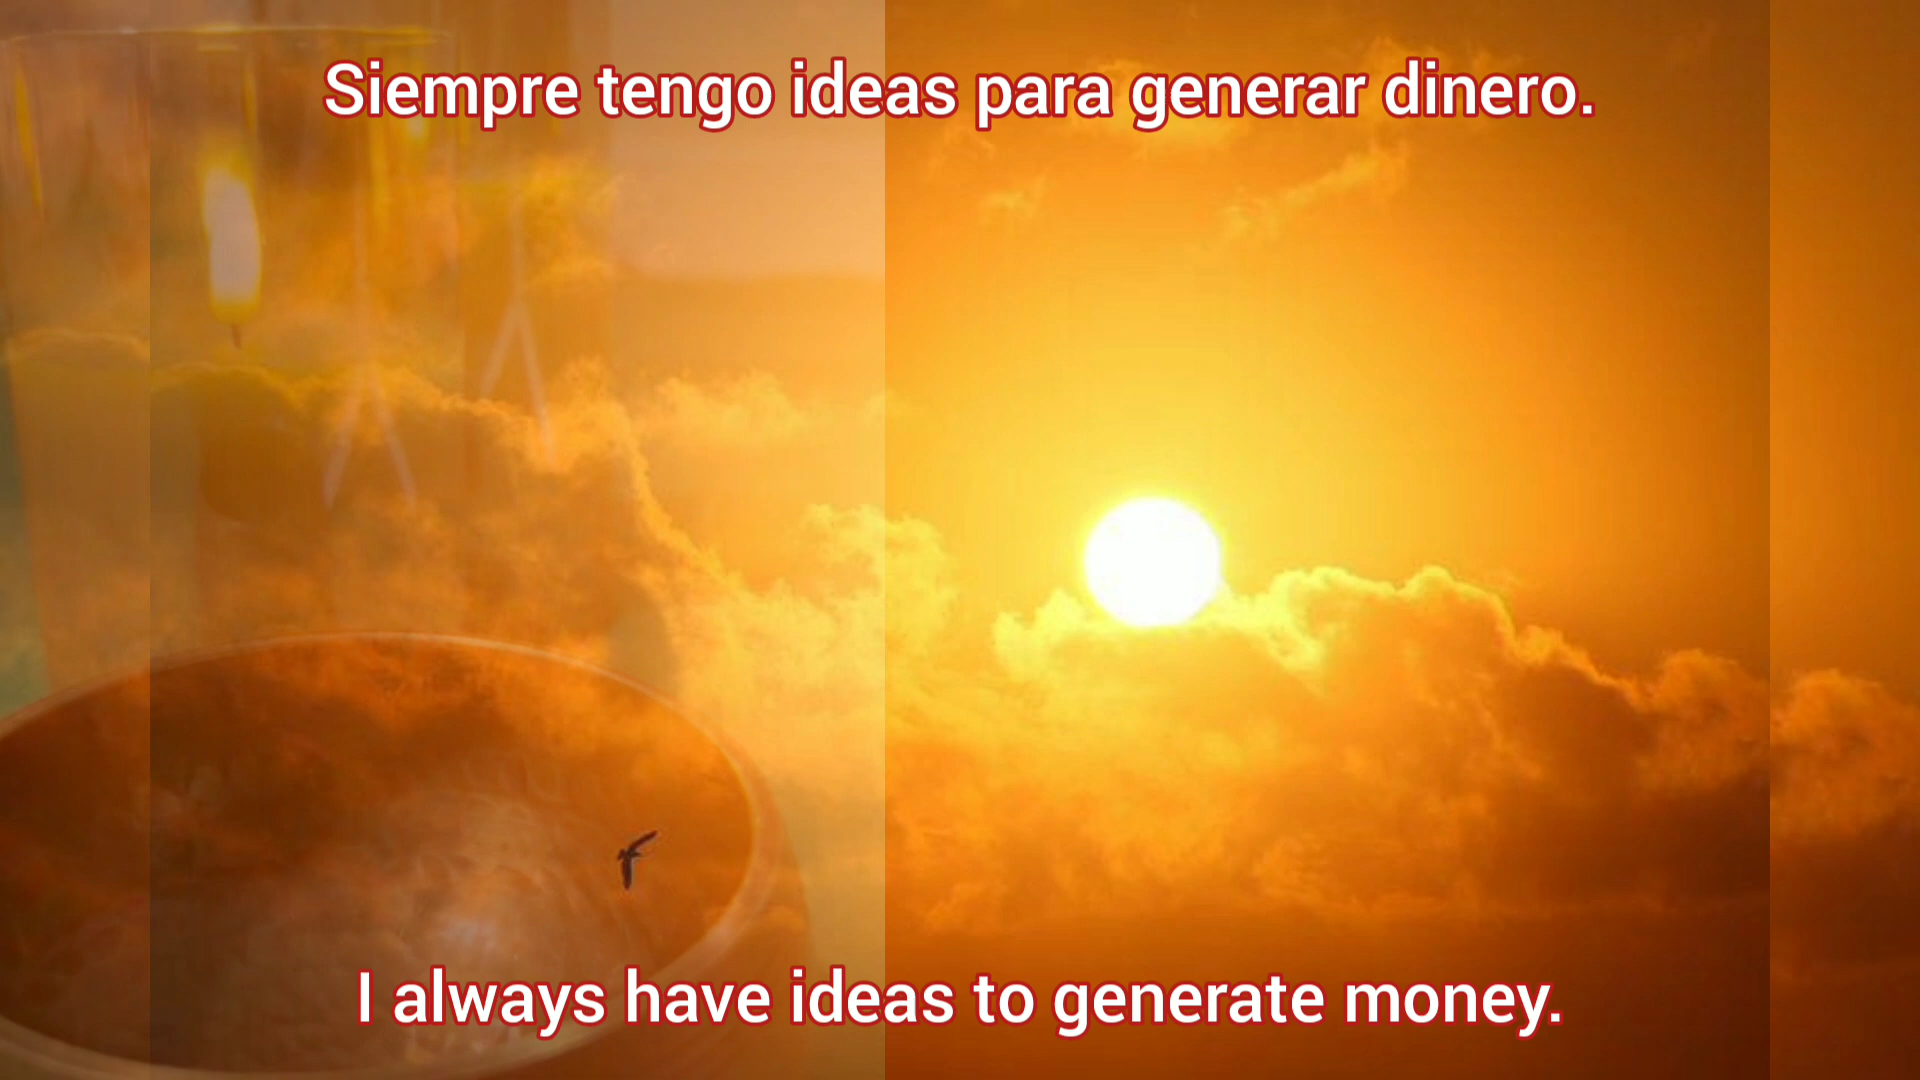 Siempre tengo ideas para generar dinero.
I always have ideas to generate money.